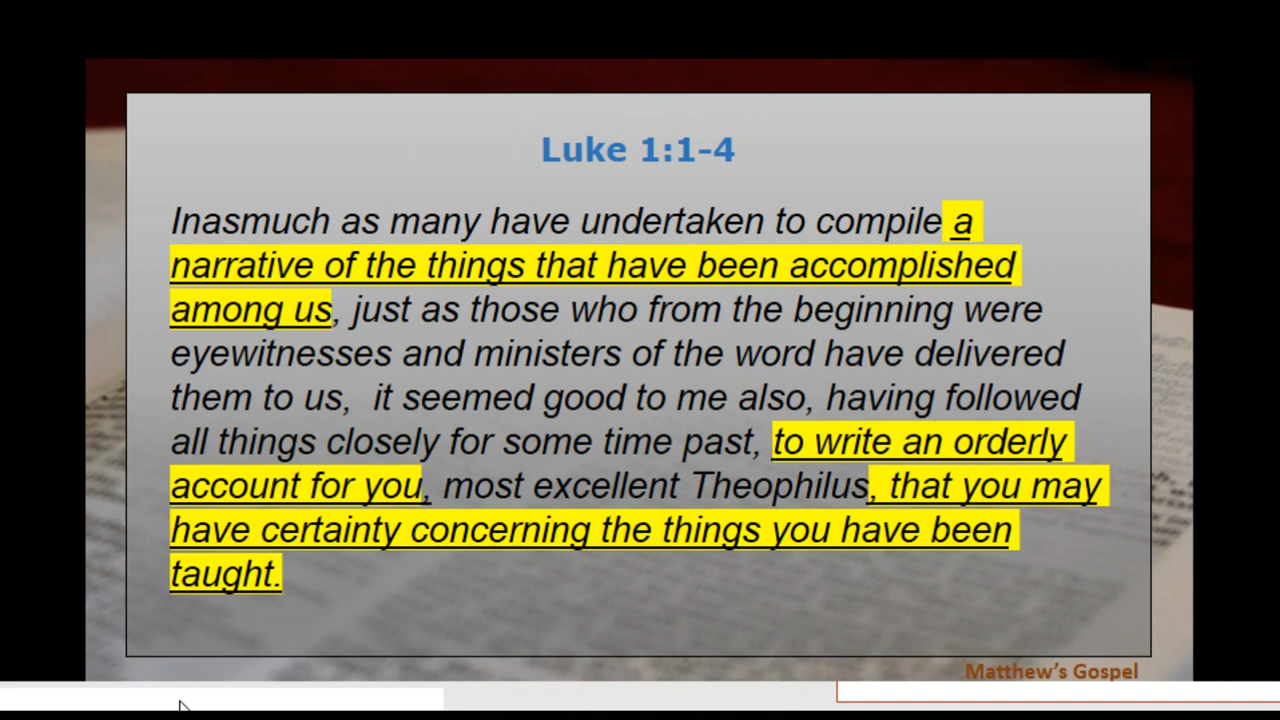 Luke 1:1-4
Inasmuch as many have undertaken to compile a
narrative of the things that have been accomplished
among us, just as those who from the beginning were
eyewitnesses and ministers of the word have delivered
them to us,  it seemed good to me also, having followed
all things closely for some time past, to write an orderly
account for you, most excellent Theophilus, that you may
have certainty concerning the things you have been
taught.
Matthew's Gospel